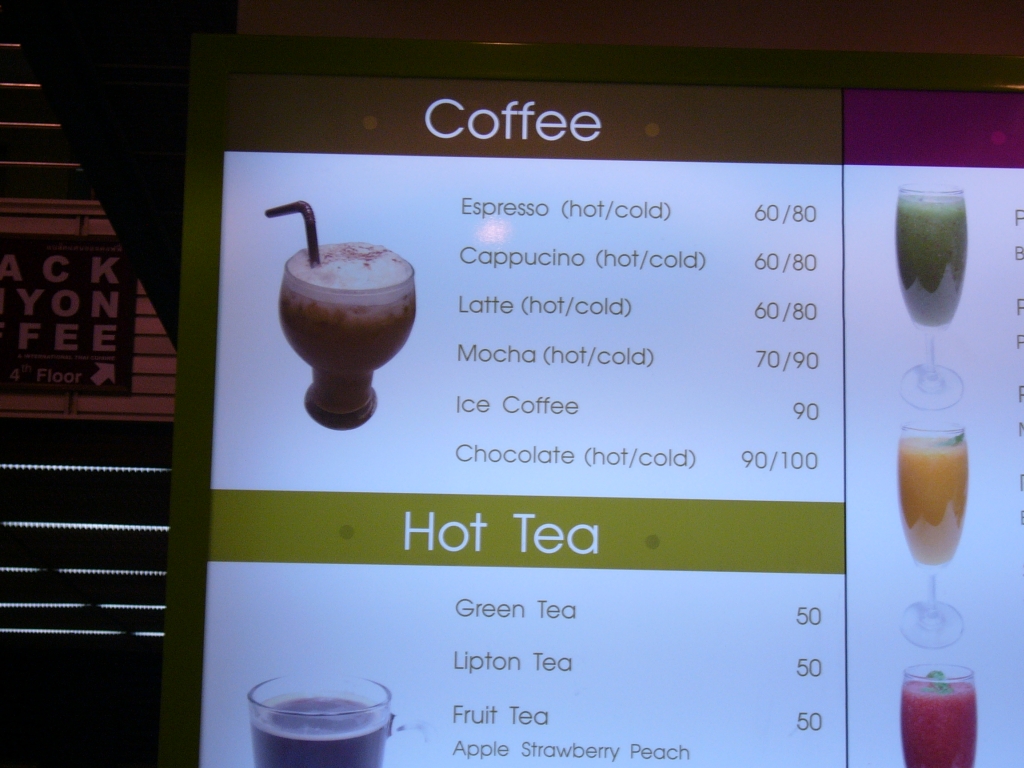 Coffee
Espresso (hot/cold) 60/80
Cappucino (hot/cold) 60/80
Latte (hot/cold) 60/80
Mocha (hot/cold) 70/90
Ice Coffee 90
Chocolate (hot/cold) 90/100
Hot Tea
Green Tea 50
Lipton Tea 50
Fruit Tea 50
Apple Strawberry Peach
ACK
NYON
FFEE
4th Floor